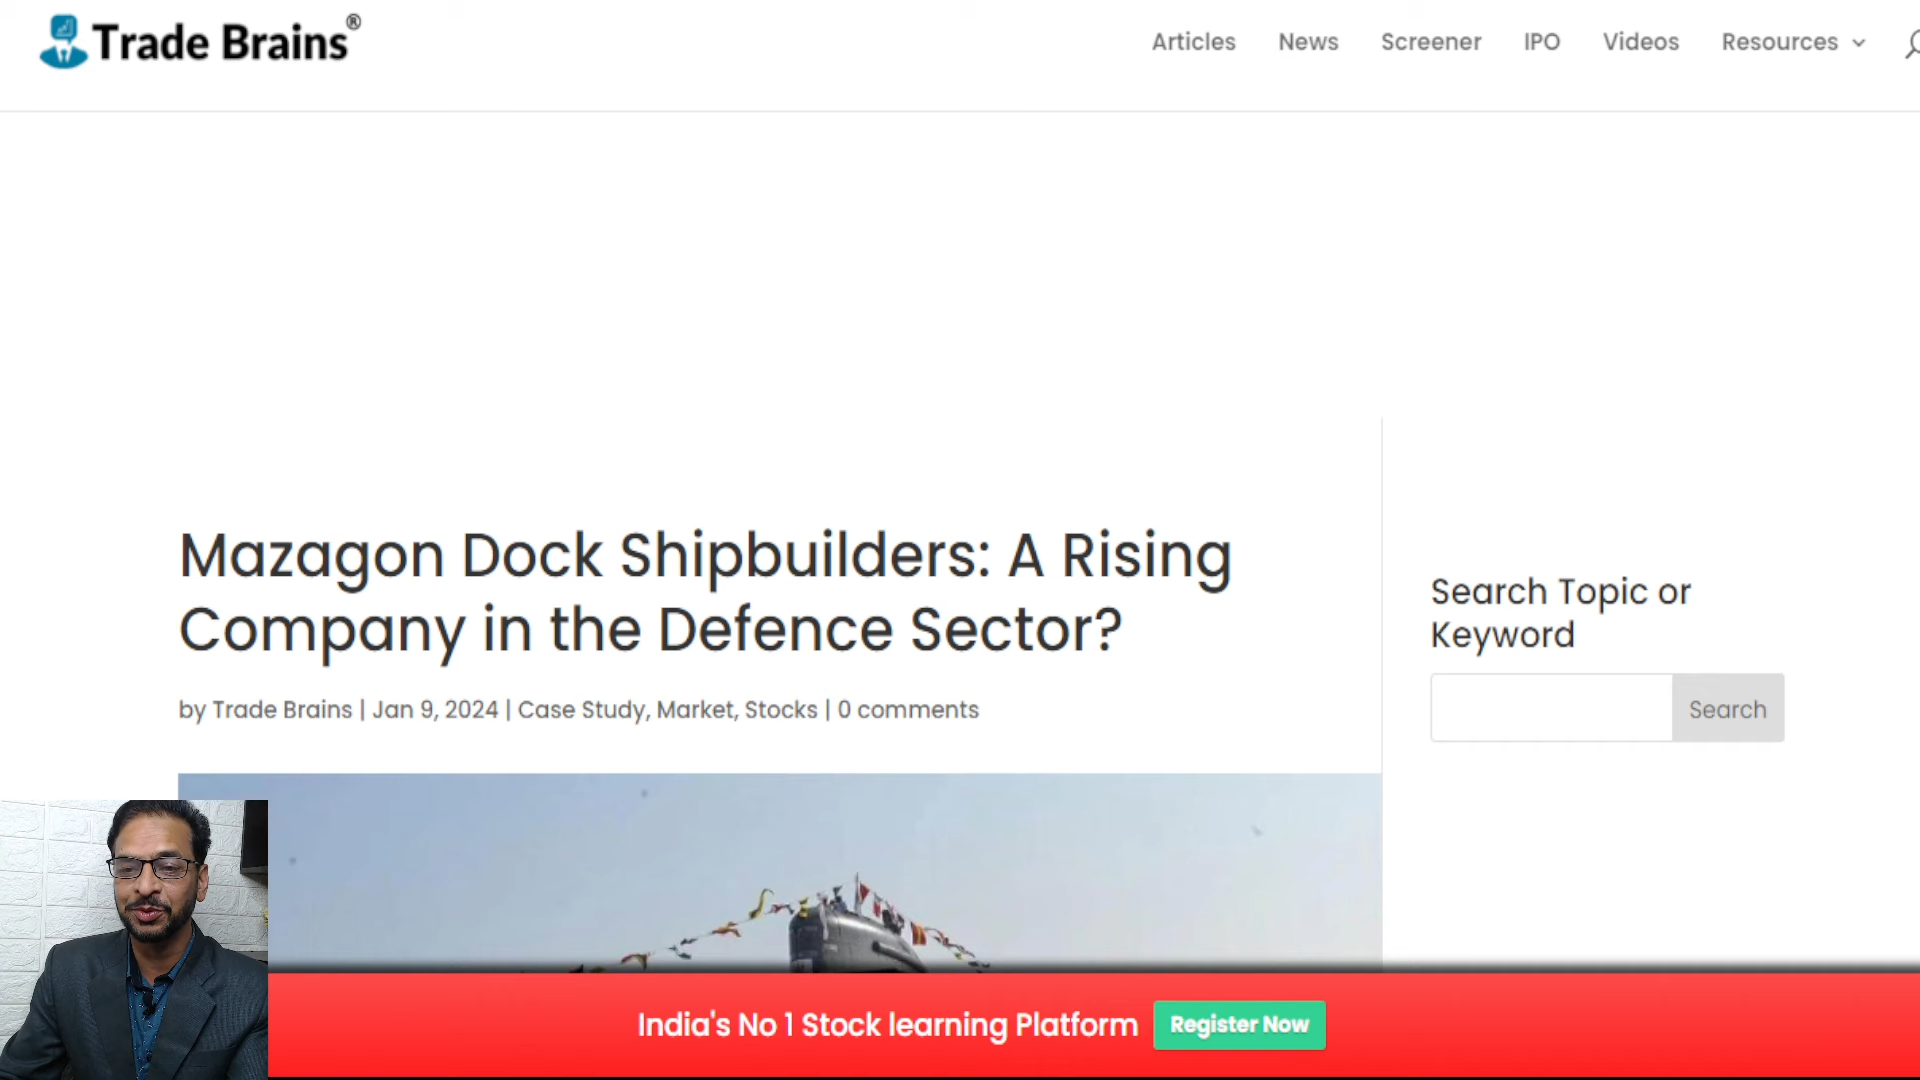 Trade Brains®
Articles News Screener IPO Videos Resources
Mazagon Dock Shipbuilders: A Rising
Company in the Defence Sector?
by Trade Brains | Jan 9, 2024 | Case Study, Market, Stocks | 0 comments
Search Topic or
Keyword
Search
India's No 1 Stock learning Platform Register Now